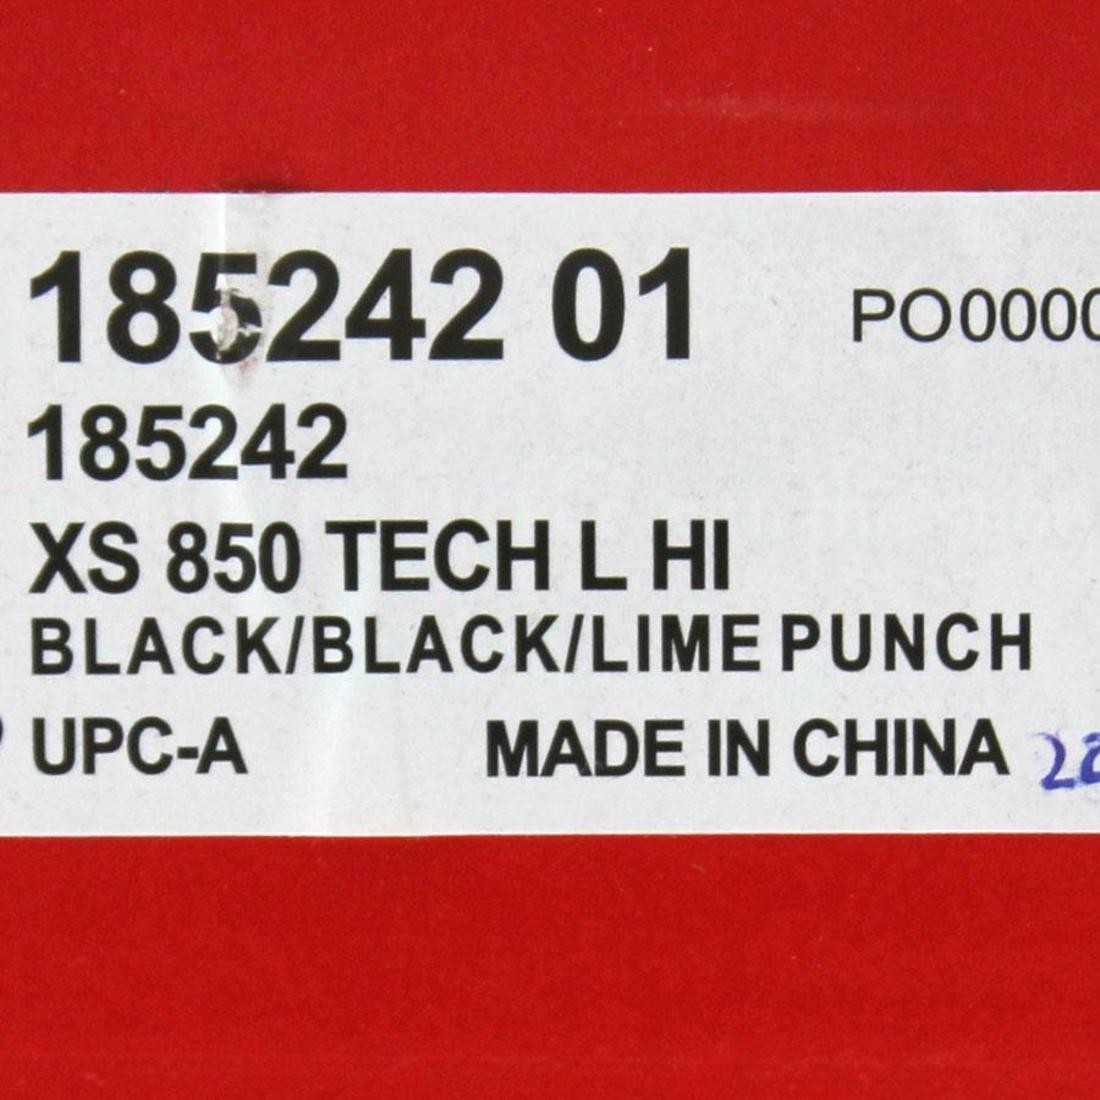 185242 01 PO0000
185242
XS 850 TECH L HI
BLACK/BLACK/LIME PUNCH
UPC-A MADE IN CHINA